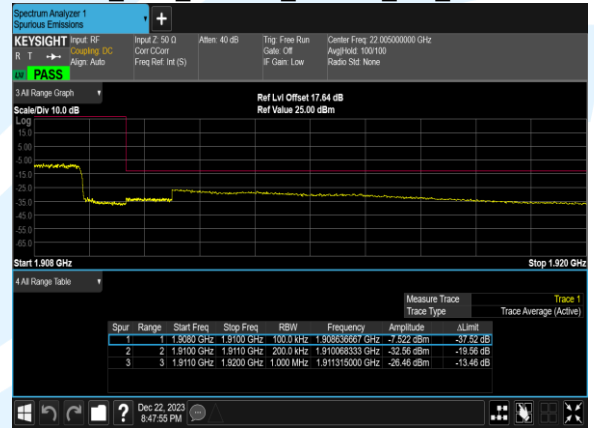 Spectrum Analyzer 1
Spurious Emissions
KEYSIGHT
R T
PASS
Input: RF
Coupling: DC
Align: Auto
Input Z: 50 Ω
Corr CCorr
Freq Ref: Int (S)
Atten: 40 dB
Trig: Free Run
Gate: Off
IF Gain: Low
Center Freq: 22.005000000 GHz
Avg|Hold: 100/100
Radio Std: None
3 All Range Graph
Scale/Div 10.0 dB
Ref Lvl Offset 17.64 dB
Ref Value 25.00 dBm
Log
15.0
5.00
-5.00
-15.0
-25.0
-35.0
-45.0
-55.0
-65.0
Start 1.908 GHz Stop 1.920 GHz
4 All Range Table
Measure Trace Trace 1
Trace Type Trace Average (Active)
Spur Range Start Freq Stop Freq RBW Frequency Amplitude ΔLimit
1 1 1.9080 GHz 1.9100 GHz 100.0 kHz 1.908636667 GHz -7.522 dBm -37.52 dB
2 2 1.9100 GHz 1.9110 GHz 200.0 kHz 1.910068333 GHz -32.56 dBm -19.56 dB
3 3 1.9110 GHz 1.9200 GHz 1.000 MHz 1.911315000 GHz -26.46 dBm -13.46 dB
Dec 22, 2023
8:47:55 PM